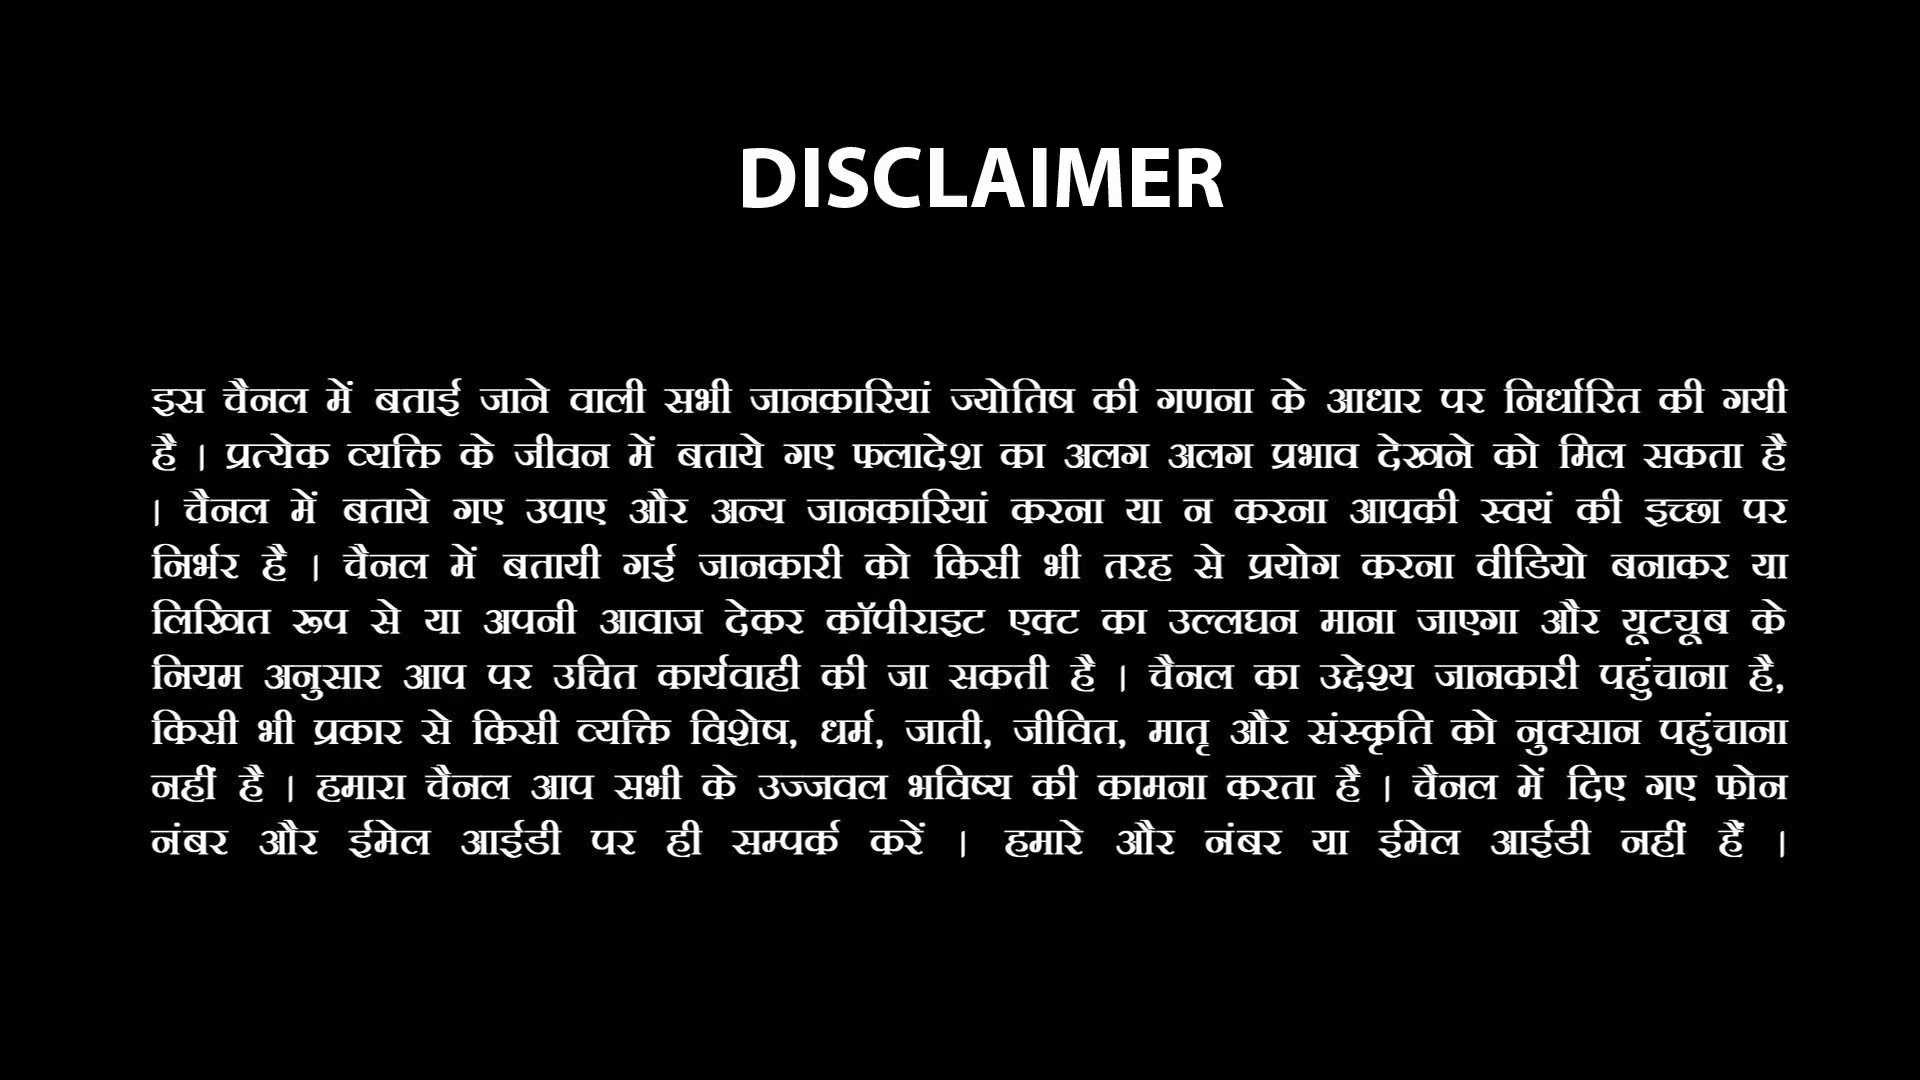 DISCLAIMER
इस चैनल में बताई जाने वाली सभी जानकारियां ज्योतिष की गणना के आधार पर निर्धारित की गयी
है । प्रत्येक व्यक्ति के जीवन में बताये गए फलादेश का अलग अलग प्रभाव देखने को मिल सकता है
। चैनल में बताये गए उपाए और अन्य जानकारियां करना या न करना आपकी स्वयं की इच्छा पर
निर्भर है । चैनल में बतायी गई जानकारी को किसी भी तरह से प्रयोग करना वीडियो बनाकर या
लिखित रूप से या अपनी आवाज देकर कॉपीराइट एक्ट का उल्लघन माना जाएगा और यूट्यूब के
नियम अनुसार आप पर उचित कार्यवाही की जा सकती है । चैनल का उद्देश्य जानकारी पहुंचाना है,
किसी भी प्रकार से किसी व्यक्ति विशेष, धर्म, जाती, जीवित, मातृ और संस्कृति को नुक्सान पहुंचाना
नहीं है । हमारा चैनल आप सभी के उज्जवल भविष्य की कामना करता है । चैनल में दिए गए फोन
नंबर और ईमेल आईडी पर ही सम्पर्क करें । हमारे और नंबर या ईमेल आईडी नहीं हैं ।